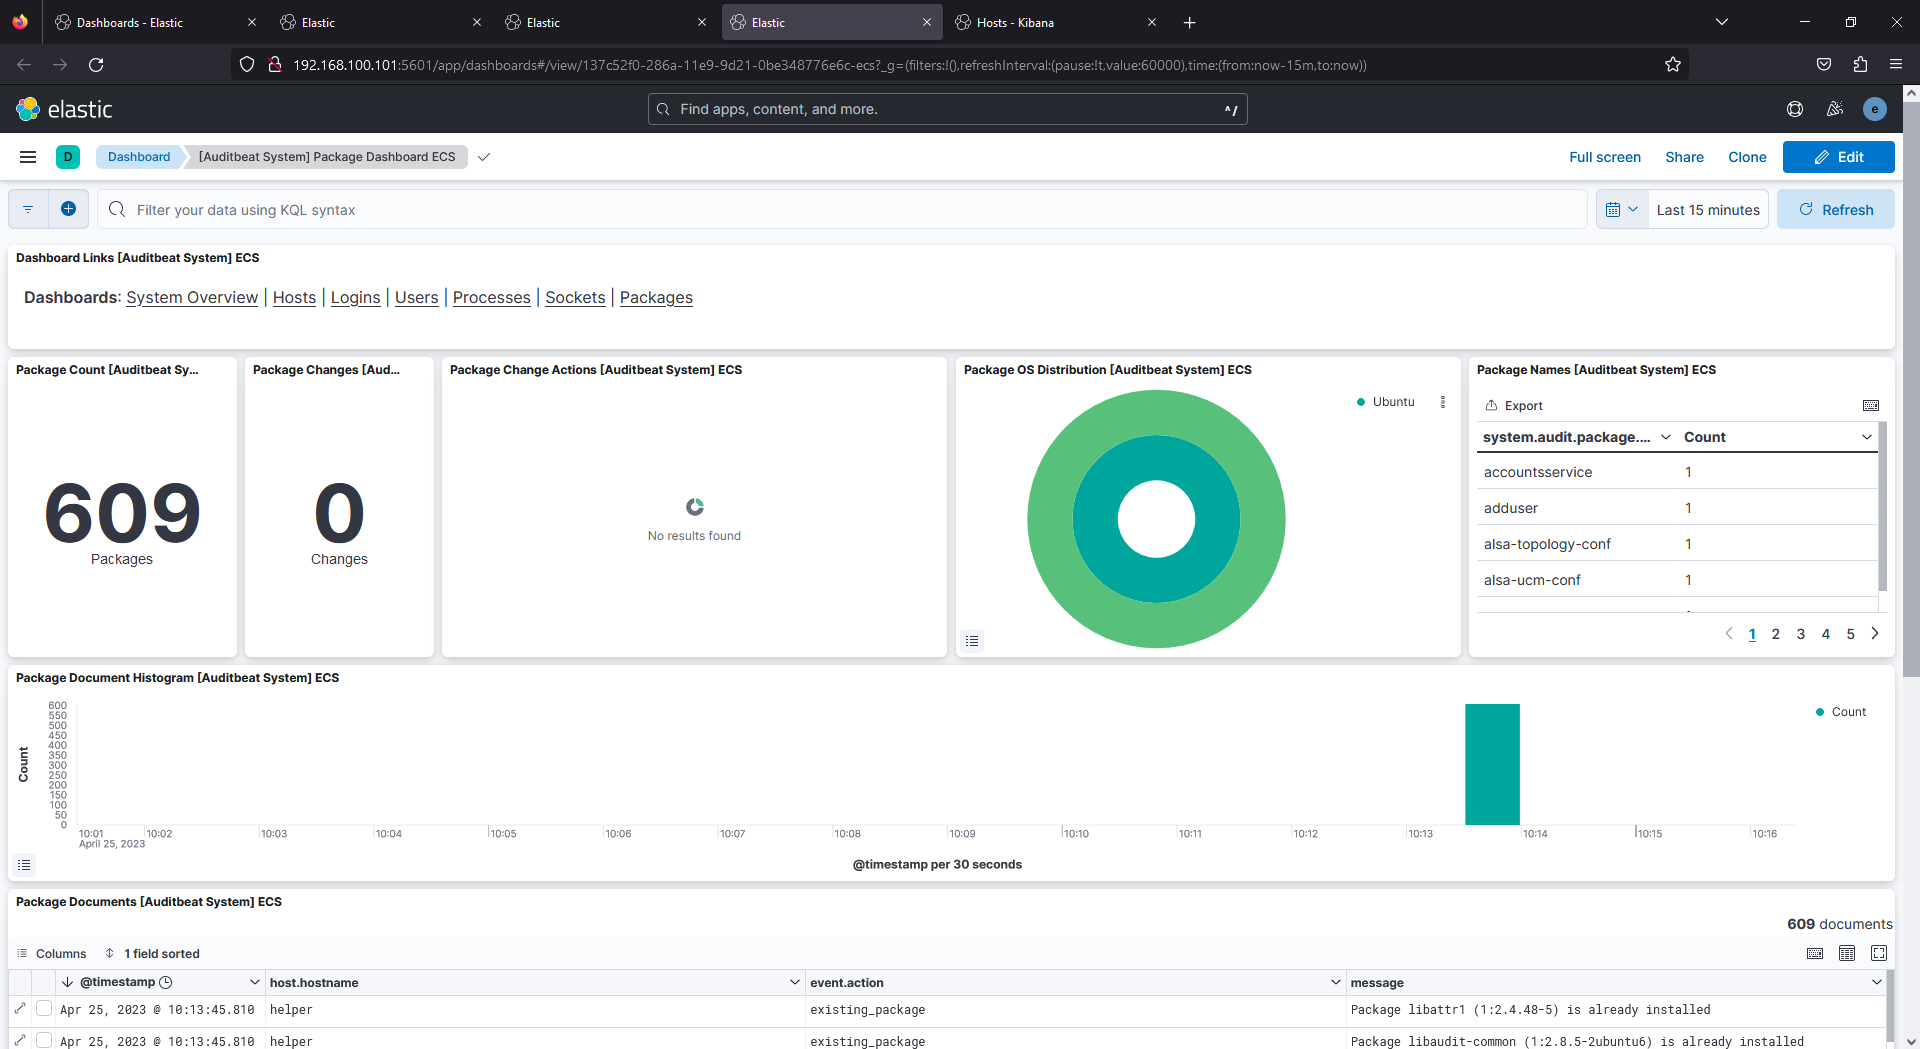 Dashboards - Elastic
Elastic
Elastic
Elastic
Hosts - Kibana
192.168.100.101:5601/app/dashboards#/view/137c52f0-286a-11e9-9d21-0be348776e6c-ecs?_g=(filters:!(),refreshInterval:(pause:!t,value:60000),time:(from:now-15m,to:now))
elastic
Find apps, content, and more.
^/
e
D
Dashboard
[Auditbeat System] Package Dashboard ECS
Full screen
Share
Clone
Edit
Filter your data using KQL syntax
Last 15 minutes
Refresh
Dashboard Links [Auditbeat System] ECS
Dashboards: System Overview | Hosts | Logins | Users | Processes | Sockets | Packages
Package Count [Auditbeat Sy...
609
Packages
Package Changes [Aud...
0
Changes
Package Change Actions [Auditbeat System] ECS
No results found
Package OS Distribution [Auditbeat System] ECS
Ubuntu
Package Names [Auditbeat System] ECS
Export
system.audit.package.... Count
accountsservice 1
adduser 1
alsa-topology-conf 1
alsa-ucm-conf 1
1 2 3 4 5
Package Document Histogram [Auditbeat System] ECS
Count
600
550
500
450
400
350
300
250
200
150
100
50
0
10:01 10:02 10:03 10:04 10:05 10:06 10:07 10:08 10:09 10:10 10:11 10:12 10:13 10:14 10:15 10:16
April 25, 2023
@timestamp per 30 seconds
Count
Package Documents [Auditbeat System] ECS
609 documents
Columns
1 field sorted
@timestamp host.hostname event.action message
Apr 25, 2023 @ 10:13:45.810 helper existing_package Package libattr1 (1:2.4.48-5) is already installed
Apr 25, 2023 @ 10:13:45.810 helper existing_package Package libaudit-common (1:2.8.5-2ubuntu6) is already installed